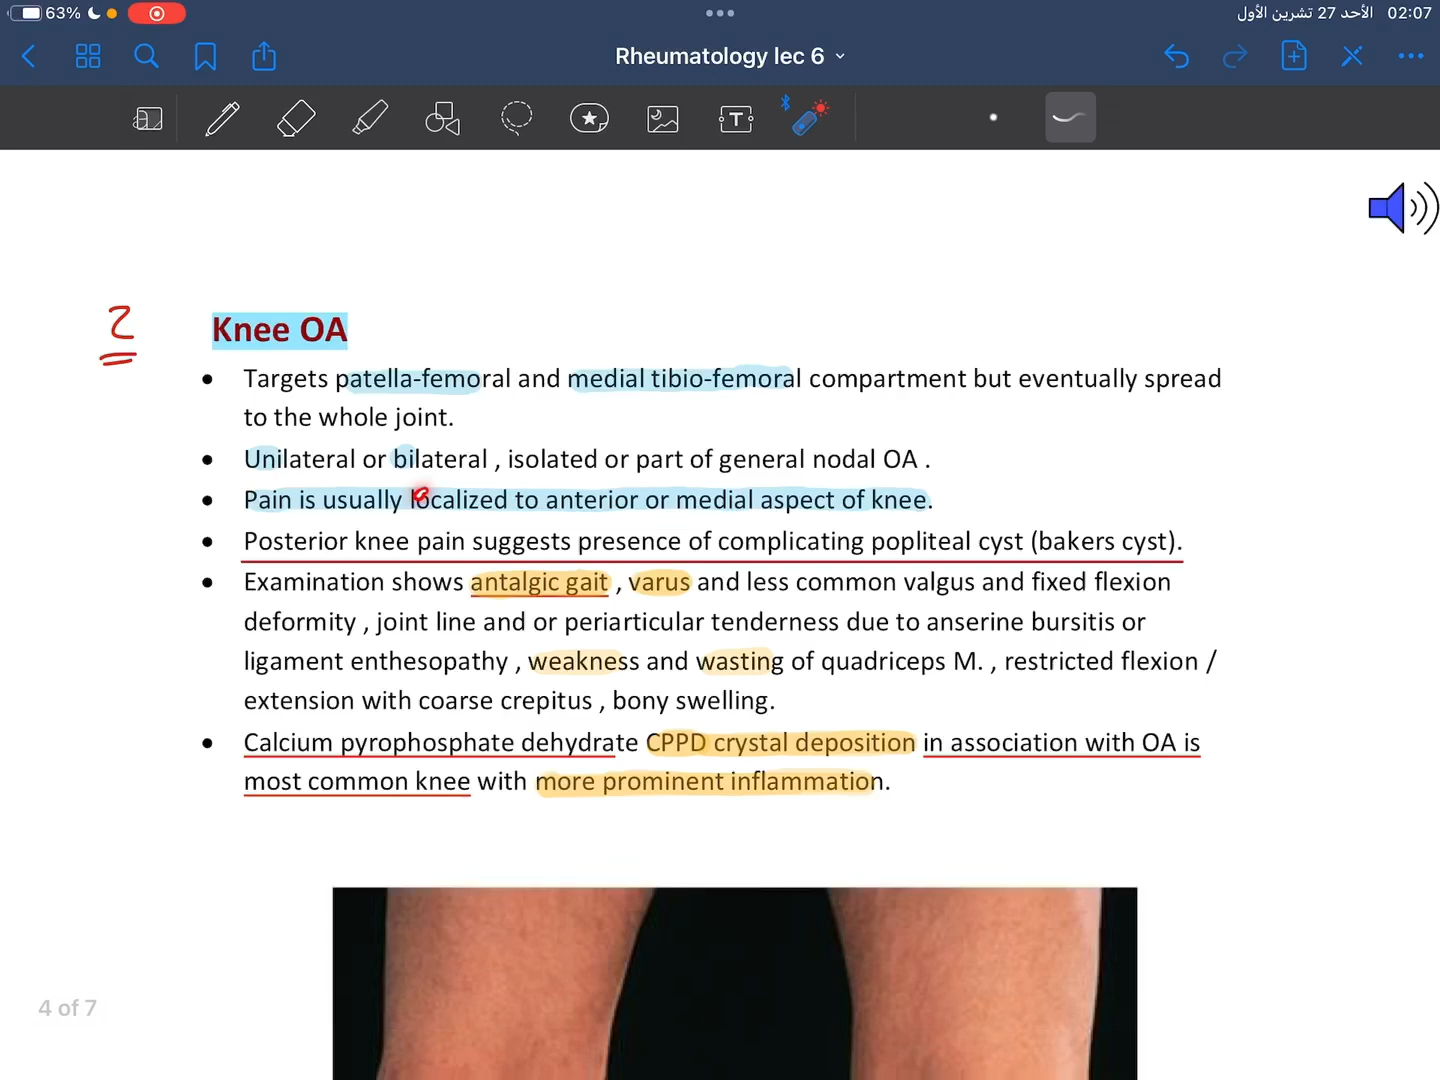 63%
الأحد 27 تشرين الأول 02:07
Rheumatology lec 6
T
2
Knee OA
• Targets patella-femoral and medial tibio-femoral compartment but eventually spread
to the whole joint.
• Unilateral or bilateral , isolated or part of general nodal OA .
• Pain is usually localized to anterior or medial aspect of knee.
• Posterior knee pain suggests presence of complicating popliteal cyst (bakers cyst).
• Examination shows antalgic gait , varus and less common valgus and fixed flexion
deformity , joint line and or periarticular tenderness due to anserine bursitis or
ligament enthesopathy , weakness and wasting of quadriceps M. , restricted flexion /
extension with coarse crepitus , bony swelling.
• Calcium pyrophosphate dehydrate CPPD crystal deposition in association with OA is
most common knee with more prominent inflammation.
4 of 7